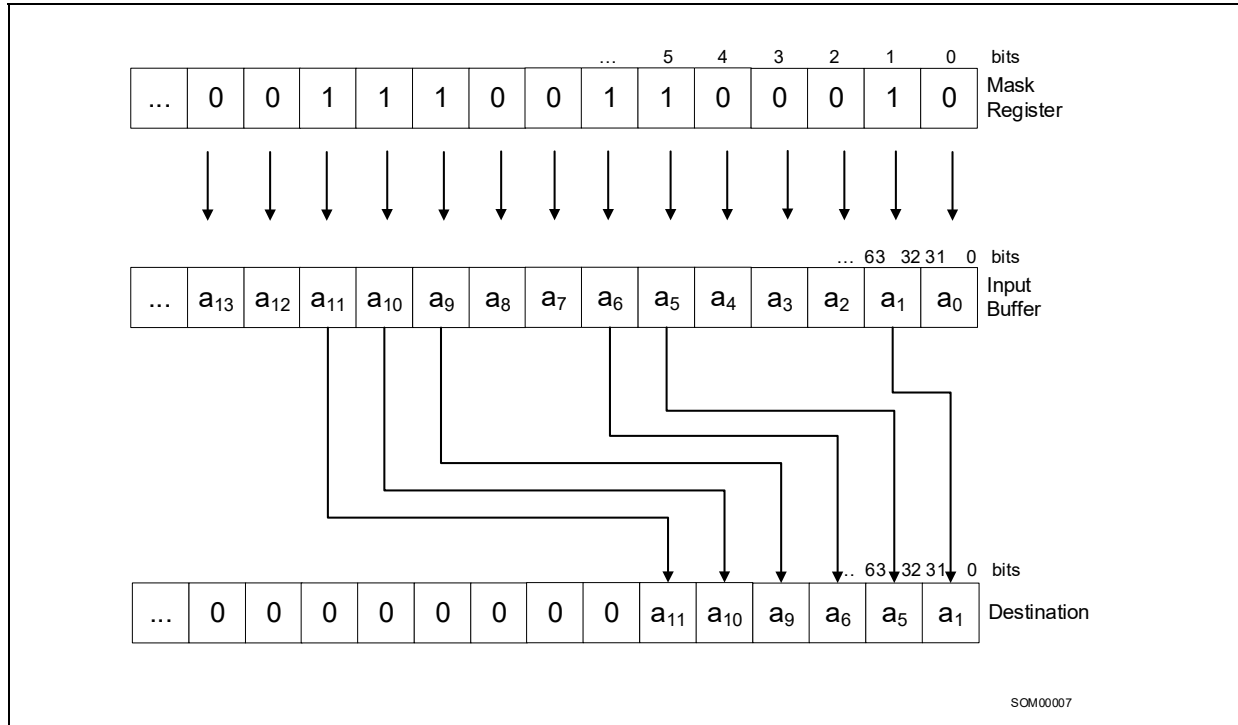 ... 5 4 3 2 1 0 bits
... 0 0 1 1 1 0 0 1 1 0 0 0 1 0 Mask Register
... 63 32 31 0 bits
... a13 a12 a11 a10 a9 a8 a7 a6 a5 a4 a3 a2 a1 a0 Input Buffer
.. 63 32 31 0 bits
... 0 0 0 0 0 0 0 0 a11 a10 a9 a6 a5 a1 Destination
SOM00007